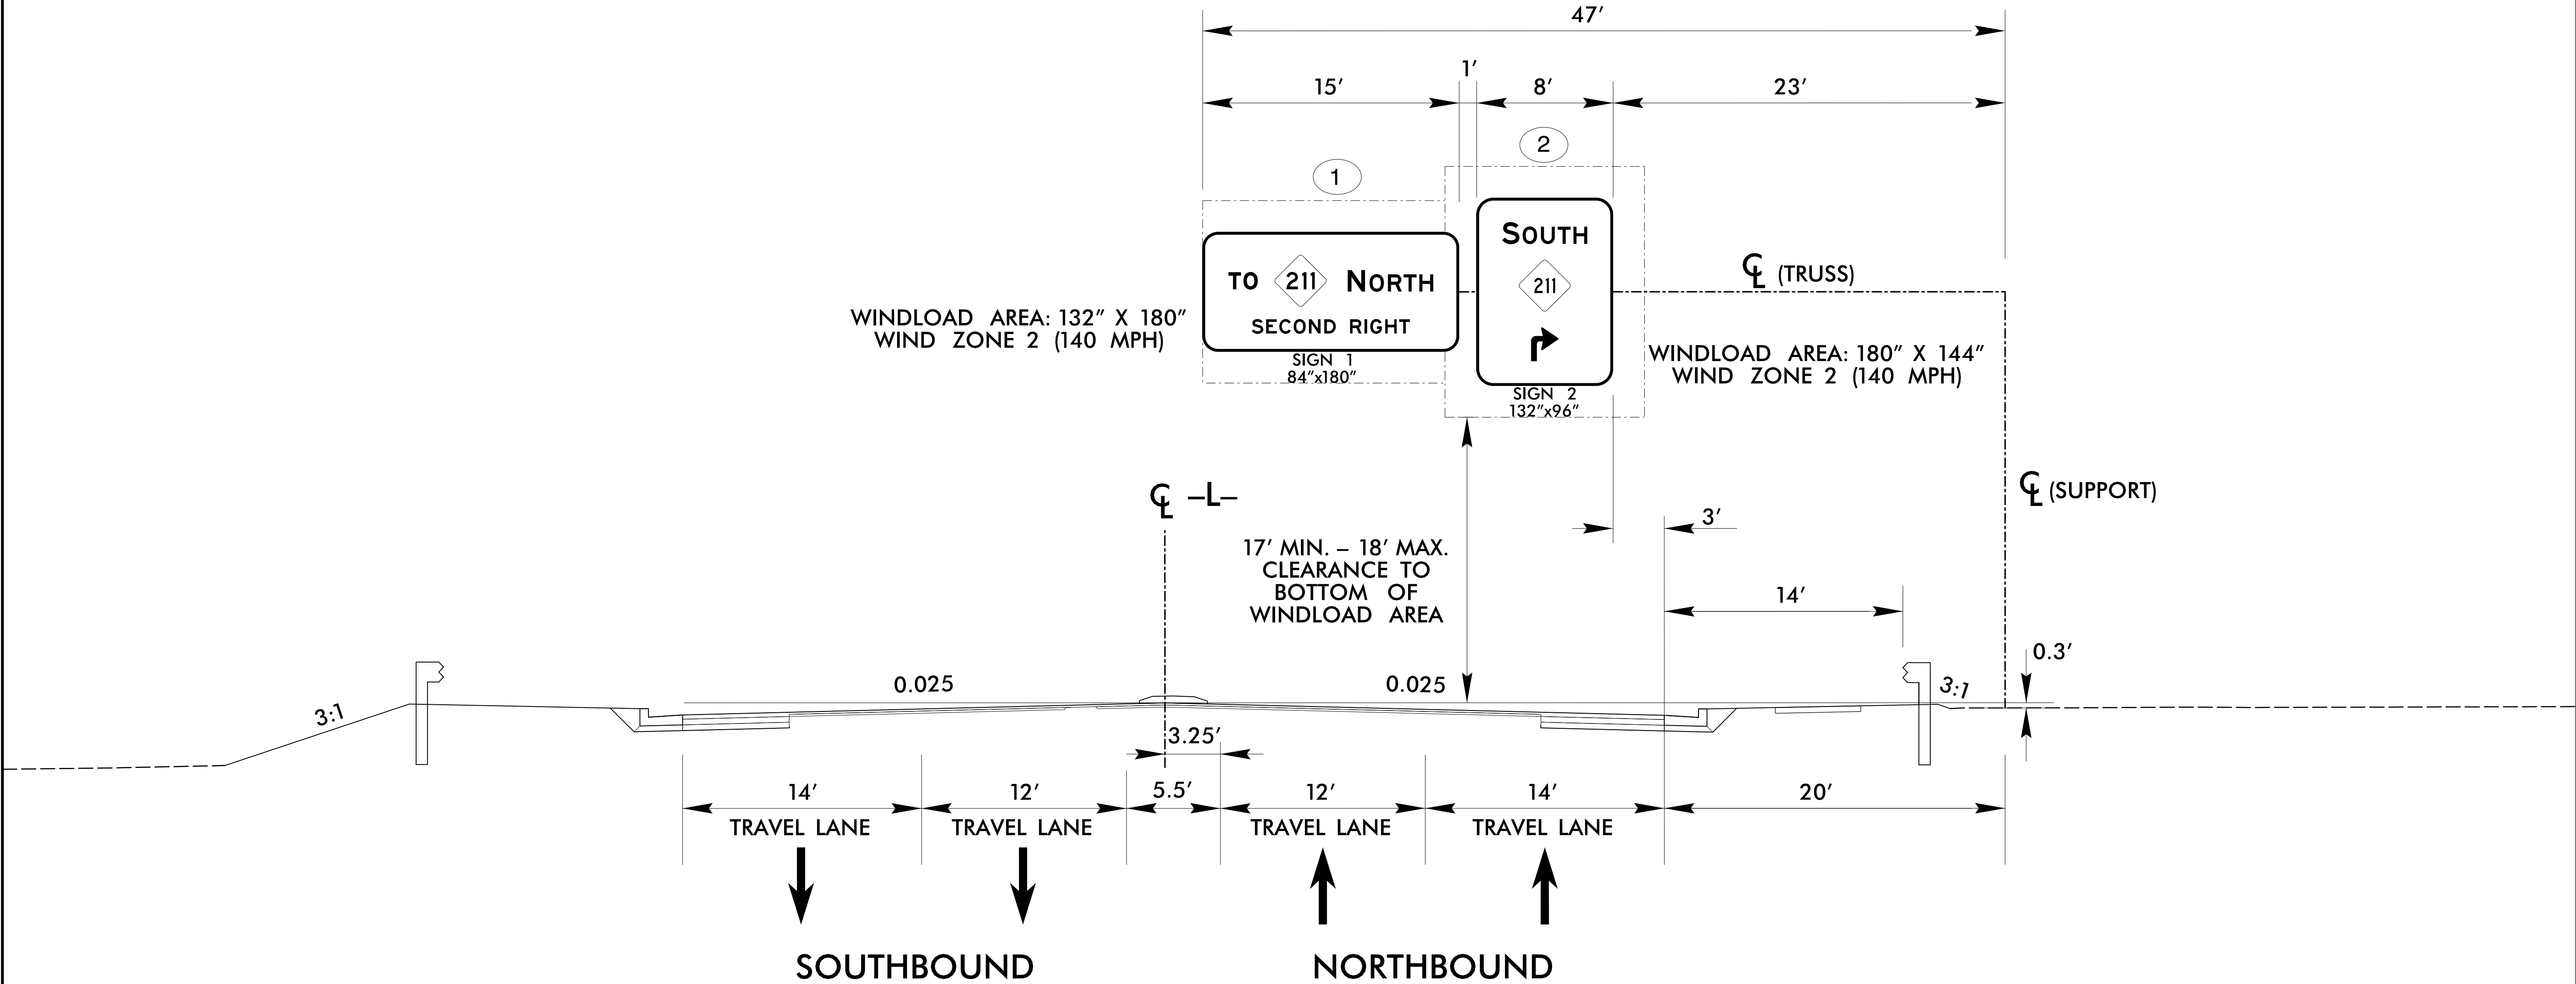 47'
1'
15'
8'
23'
2
1
SOUTH
TO 211 NORTH
211
℄ (TRUSS)
SECOND RIGHT
WINDLOAD AREA: 132" X 180"
WIND ZONE 2 (140 MPH)
SIGN 1
84"x180"
WINDLOAD AREA: 180" X 144"
WIND ZONE 2 (140 MPH)
SIGN 2
132"x96"
℄ –L–
℄ (SUPPORT)
3'
17' MIN. – 18' MAX.
CLEARANCE TO
BOTTOM OF
WINDLOAD AREA
14'
0.3'
0.025
0.025
3:1
3:1
3.25'
14'
12'
5.5'
12'
14'
20'
TRAVEL LANE
TRAVEL LANE
TRAVEL LANE
TRAVEL LANE
SOUTHBOUND
NORTHBOUND